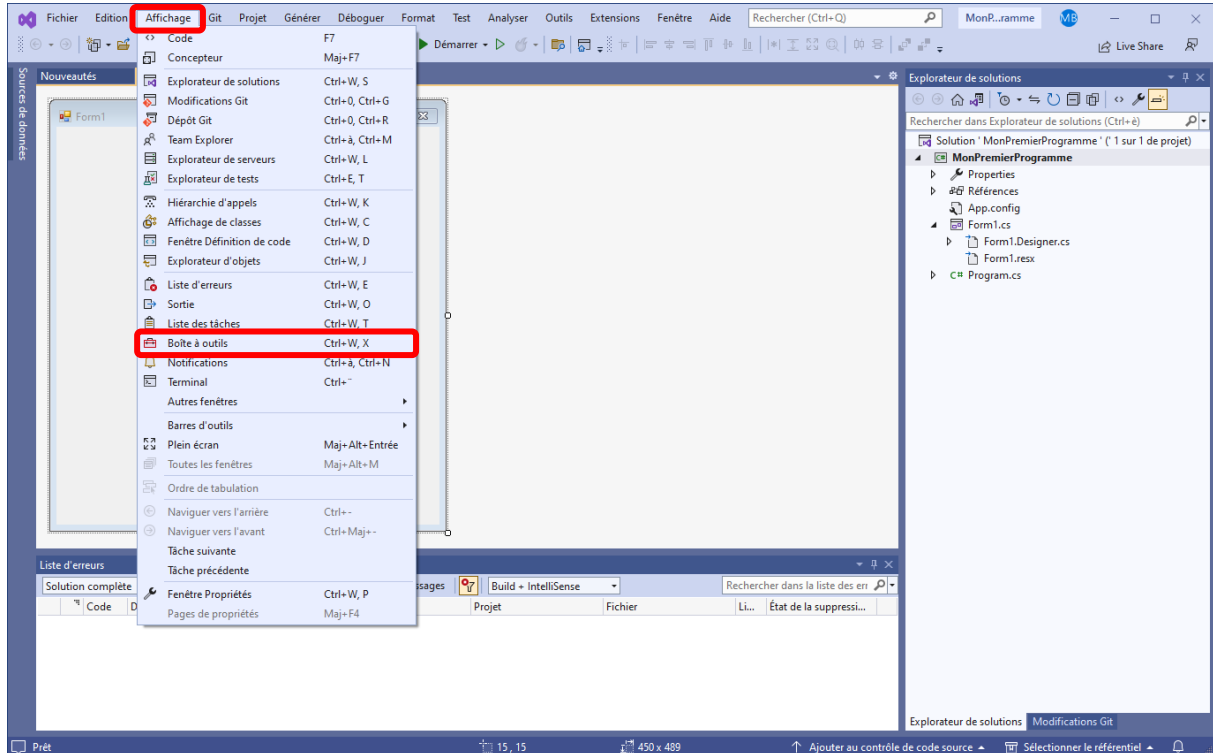 Fichier Edition Affichage Git Projet Générer Déboguer Format Test Analyser Outils Extensions Fenêtre Aide Rechercher (Ctrl+Q) MonP...ramme MB
Démarrer Live Share
Sources de données
Nouveautés
Form1
Code F7
Concepteur Maj+F7
Explorateur de solutions Ctrl+W, S
Modifications Git Ctrl+0, Ctrl+G
Dépôt Git Ctrl+0, Ctrl+R
Team Explorer Ctrl+à, Ctrl+M
Explorateur de serveurs Ctrl+W, L
Explorateur de tests Ctrl+E, T
Hiérarchie d'appels Ctrl+W, K
Affichage de classes Ctrl+W, C
Fenêtre Définition de code Ctrl+W, D
Explorateur d'objets Ctrl+W, J
Liste d'erreurs Ctrl+W, E
Sortie Ctrl+W, O
Liste des tâches Ctrl+W, T
Boîte à outils Ctrl+W, X
Notifications Ctrl+à, Ctrl+N
Terminal Ctrl+¨
Autres fenêtres
Barres d'outils
Plein écran Maj+Alt+Entrée
Toutes les fenêtres Maj+Alt+M
Ordre de tabulation
Naviguer vers l'arrière Ctrl+-
Naviguer vers l'avant Ctrl+Maj+-
Tâche suivante
Tâche précédente
Fenêtre Propriétés Ctrl+W, P
Pages de propriétés Maj+F4
Explorateur de solutions
Rechercher dans Explorateur de solutions (Ctrl+è)
Solution ' MonPremierProgramme ' (' 1 sur 1 de projet)
MonPremierProgramme
Properties
Références
App.config
Form1.cs
Form1.Designer.cs
Form1.resx
C# Program.cs
Liste d'erreurs
Solution complète ssages Build + IntelliSense Rechercher dans la liste des err
Code D Projet Fichier Li... État de la suppressi...
Explorateur de solutions Modifications Git
Prêt 15 , 15 450 x 489 Ajouter au contrôle de code source Sélectionner le référentiel